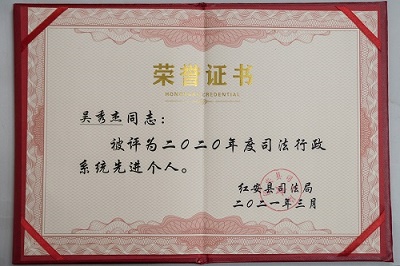 荣誉证书
HONORARY CREDENTIAL
吴秀杰同志:
被评为二〇二〇年度司法行政
系统先进个人。
红安县司法局
二〇二一年三月